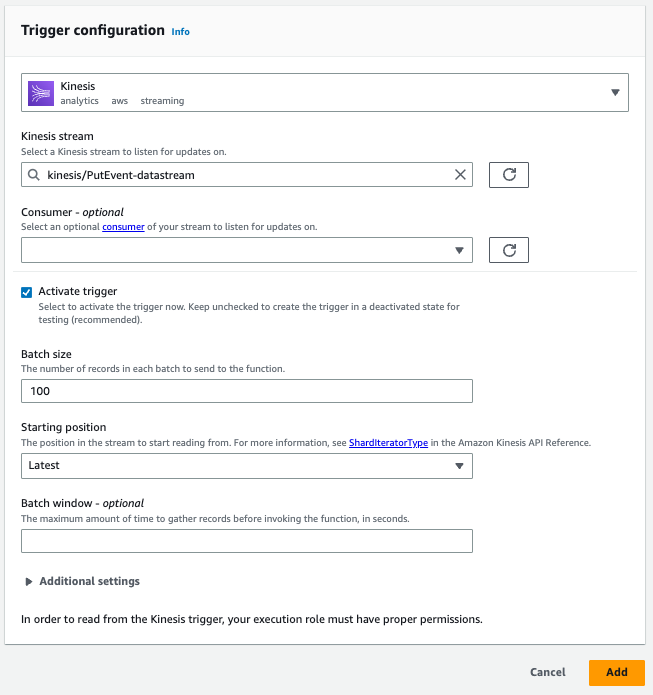 Trigger configuration Info
Kinesis
analytics aws streaming
Kinesis stream
Select a Kinesis stream to listen for updates on.
kinesis/PutEvent-datastream
Consumer - optional
Select an optional consumer of your stream to listen for updates on.
Activate trigger
Select to activate the trigger now. Keep unchecked to create the trigger in a deactivated state for
testing (recommended).
Batch size
The number of records in each batch to send to the function.
100
Starting position
The position in the stream to start reading from. For more information, see ShardIteratorType in the Amazon Kinesis API Reference.
Latest
Batch window - optional
The maximum amount of time to gather records before invoking the function, in seconds.
Additional settings
In order to read from the Kinesis trigger, your execution role must have proper permissions.
Cancel Add